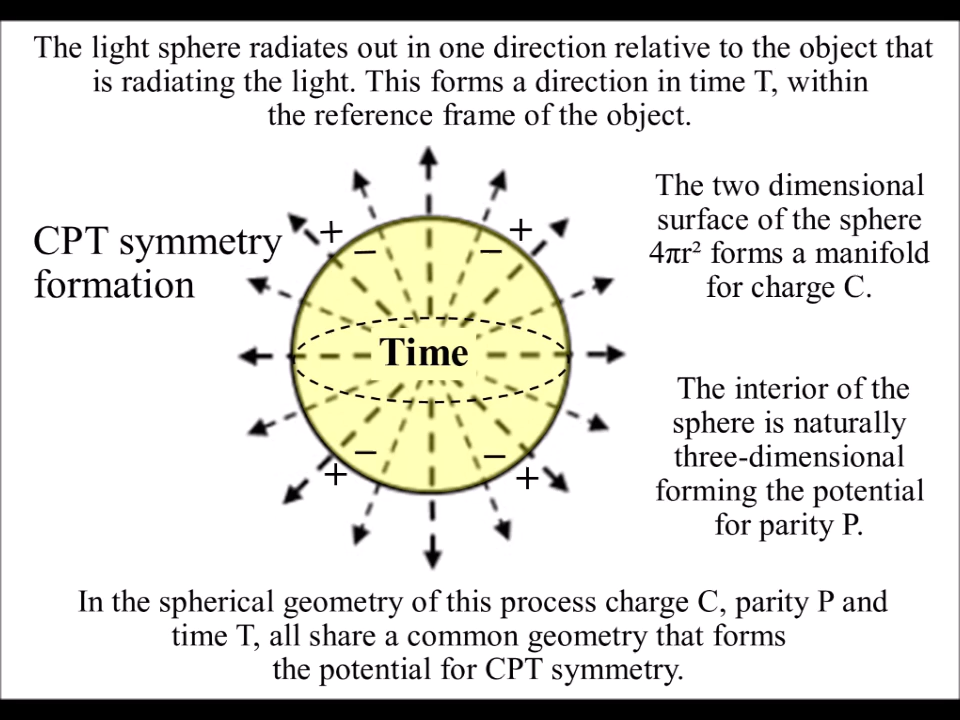 The light sphere radiates out in one direction relative to the object that
is radiating the light. This forms a direction in time T, within
the reference frame of the object.
CPT symmetry
formation
+
−
−
+
The two dimensional
surface of the sphere
4πr² forms a manifold
for charge C.
Time
The interior of the
sphere is naturally
three-dimensional
forming the potential
for parity P.
+
−
−
+
In the spherical geometry of this process charge C, parity P and
time T, all share a common geometry that forms
the potential for CPT symmetry.